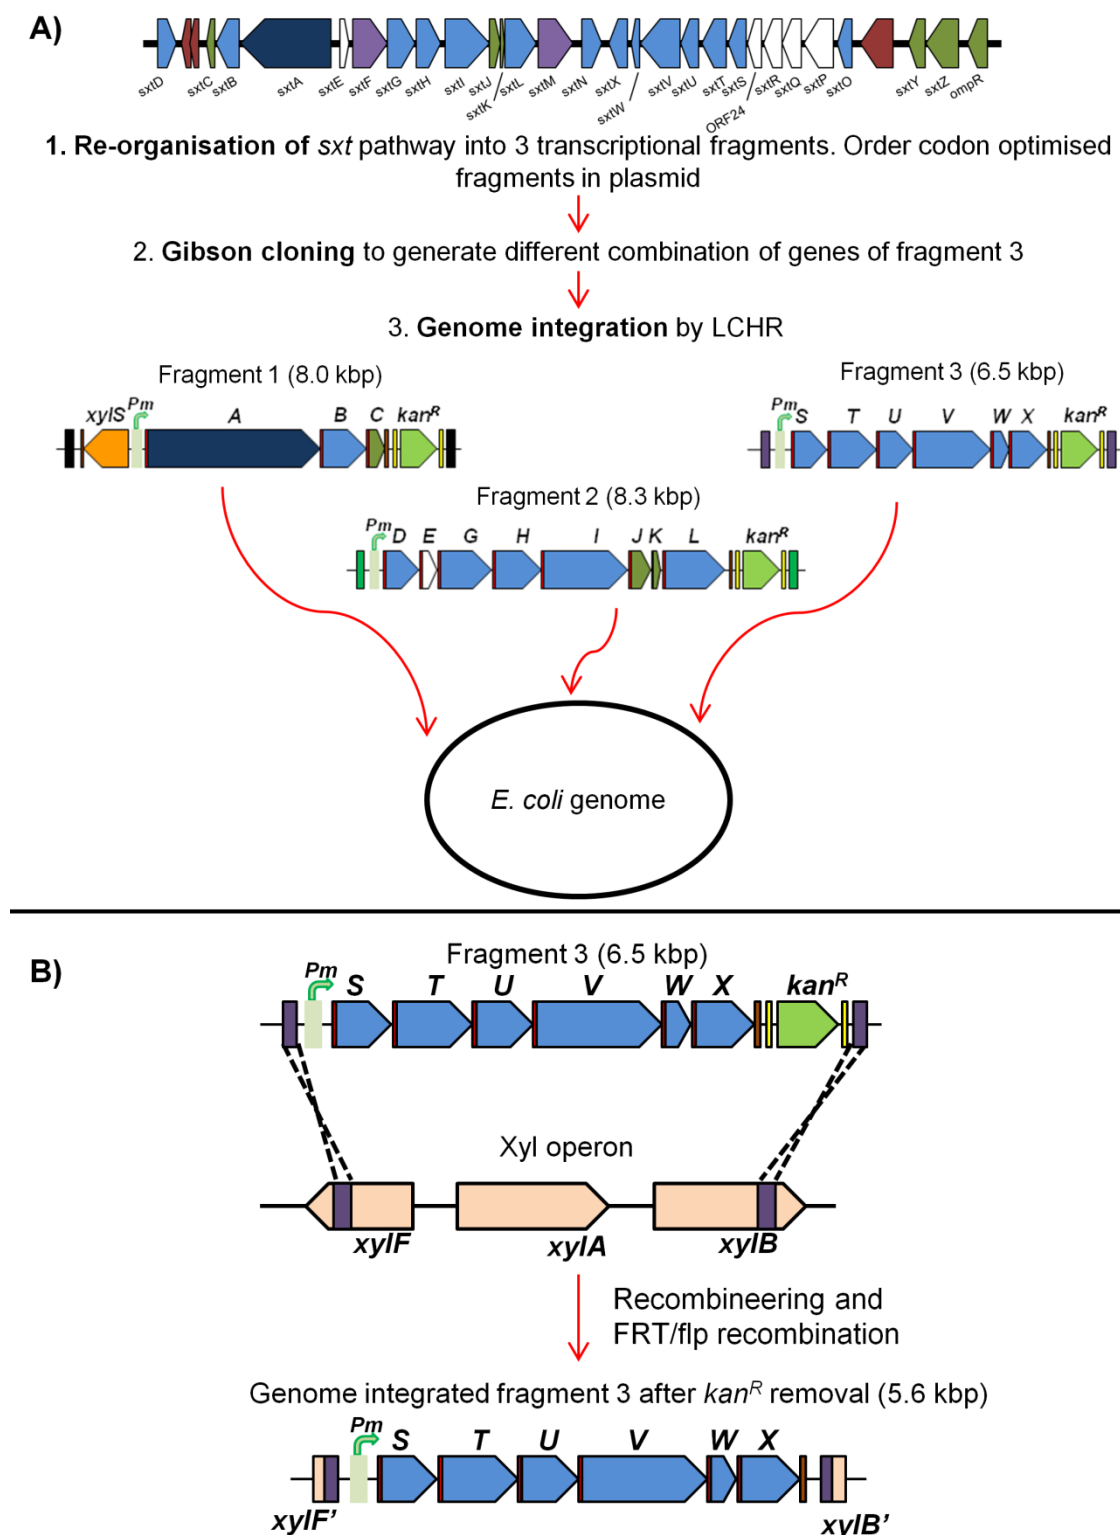 A)
sxtD sxtC sxtB sxtA sxtE sxtF sxtG sxtH sxtI sxtJ sxtK sxtL sxtM sxtN sxtX sxtW sxtV sxtU sxtT sxtS ORF24 sxtR sxtQ sxtP sxtO sxtY sxtZ ompR
1. Re-organisation of sxt pathway into 3 transcriptional fragments. Order codon optimised
fragments in plasmid
2. Gibson cloning to generate different combination of genes of fragment 3
3. Genome integration by LCHR
Fragment 1 (8.0 kbp)
xylS Pm A B C kanR
Fragment 3 (6.5 kbp)
Pm S T U V W X kanR
Fragment 2 (8.3 kbp)
Pm D E G H I J K L kanR
E. coli genome
B)
Fragment 3 (6.5 kbp)
Pm S T U V W X kanR
Xyl operon
xylF xylA xylB
Recombineering and
FRT/flp recombination
Genome integrated fragment 3 after kanR removal (5.6 kbp)
Pm S T U V W X
xylF' xylB'